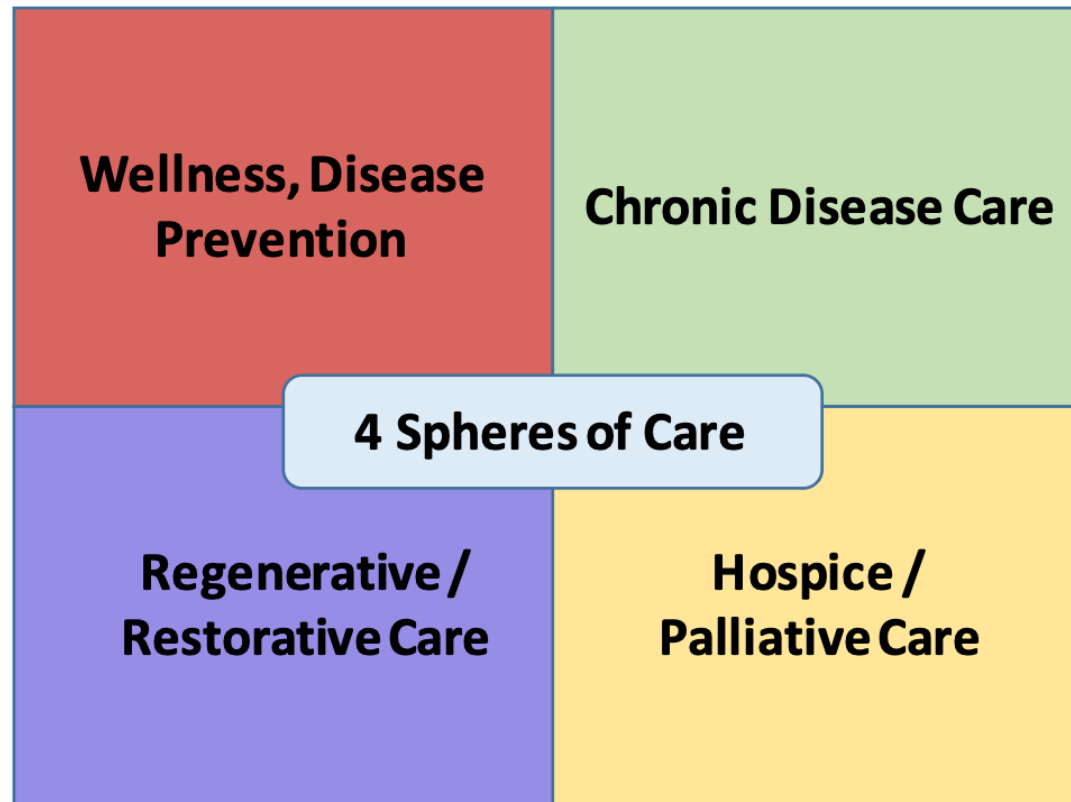 Wellness, Disease
Prevention
Chronic Disease Care
4 Spheres of Care
Regenerative /
Restorative Care
Hospice /
Palliative Care